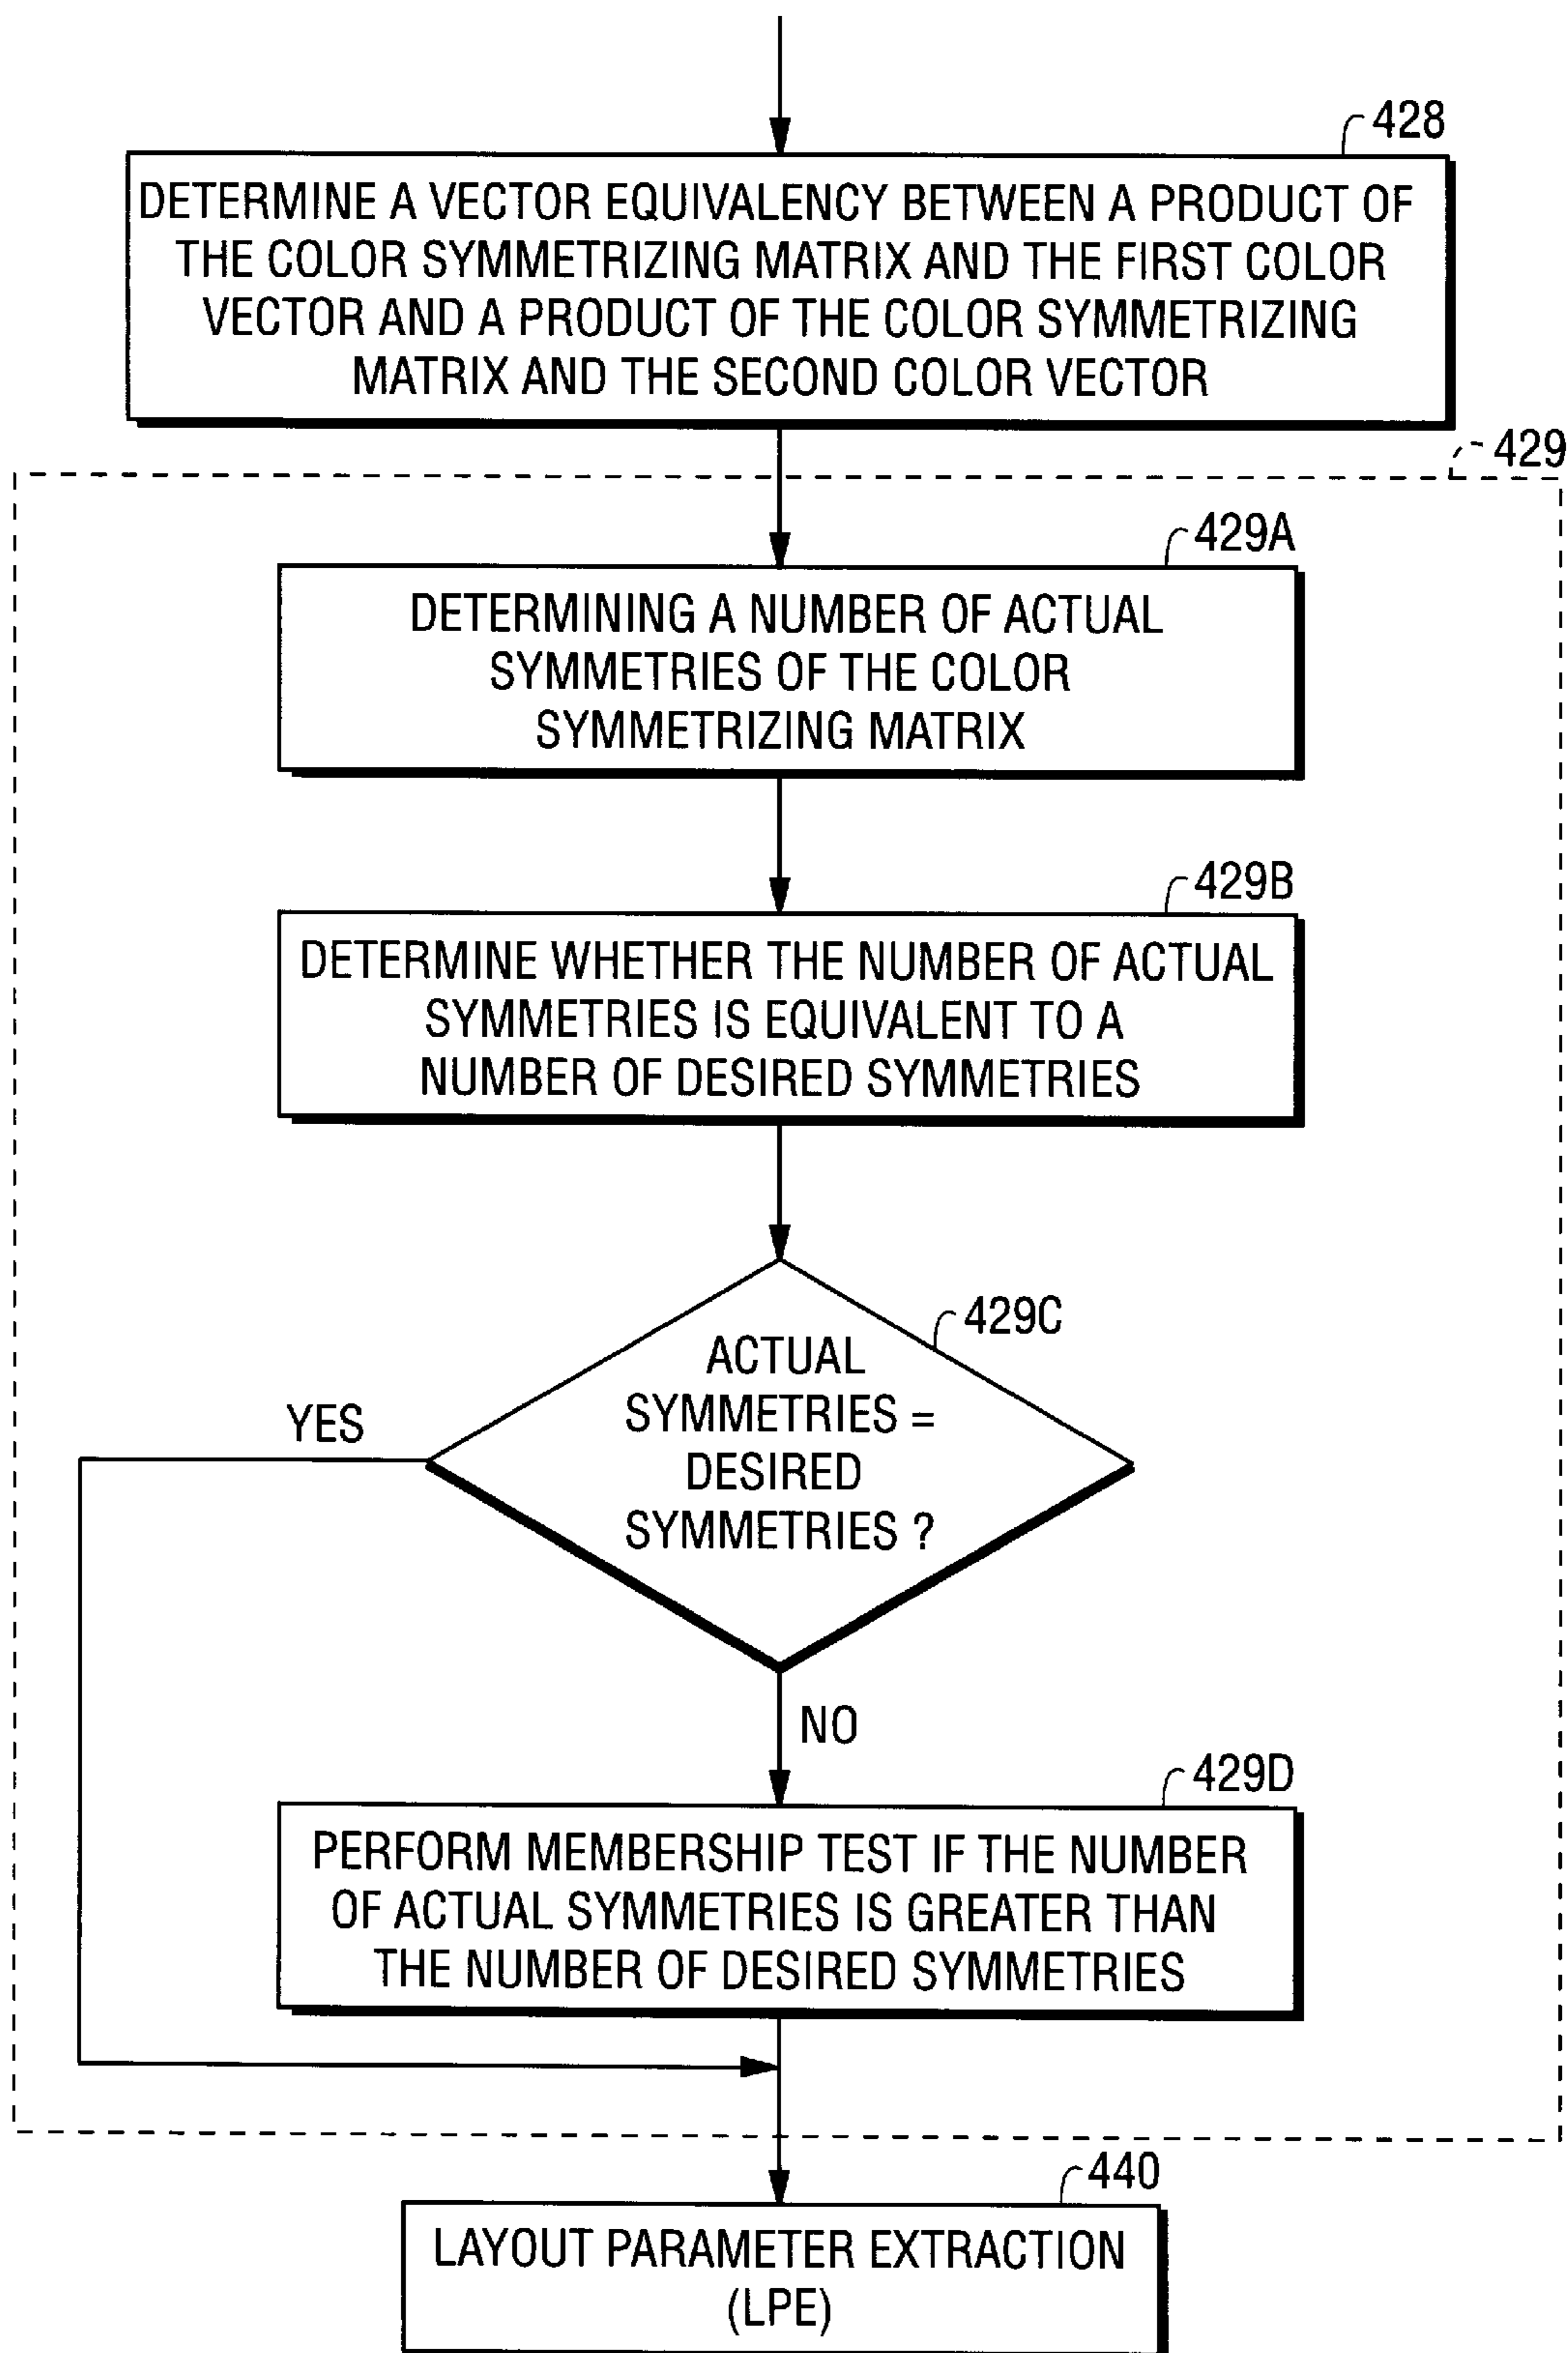 428
DETERMINE A VECTOR EQUIVALENCY BETWEEN A PRODUCT OF
THE COLOR SYMMETRIZING MATRIX AND THE FIRST COLOR
VECTOR AND A PRODUCT OF THE COLOR SYMMETRIZING
MATRIX AND THE SECOND COLOR VECTOR
429
429A
DETERMINING A NUMBER OF ACTUAL
SYMMETRIES OF THE COLOR
SYMMETRIZING MATRIX
429B
DETERMINE WHETHER THE NUMBER OF ACTUAL
SYMMETRIES IS EQUIVALENT TO A
NUMBER OF DESIRED SYMMETRIES
429C
ACTUAL
SYMMETRIES =
DESIRED
SYMMETRIES ?
YES
NO
429D
PERFORM MEMBERSHIP TEST IF THE NUMBER
OF ACTUAL SYMMETRIES IS GREATER THAN
THE NUMBER OF DESIRED SYMMETRIES
440
LAYOUT PARAMETER EXTRACTION
(LPE)